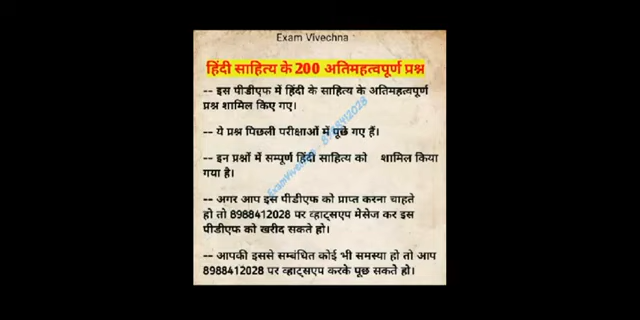 Exam Vivechna
हिंदी साहित्य के 200 अतिमहत्वपूर्ण प्रश्न
-- इस पीडीएफ में हिंदी के साहित्य के अतिमहत्वपूर्ण
प्रश्न शामिल किए गए।
-- ये प्रश्न पिछली परीक्षाओं में पूछे गए हैं।
-- इन प्रश्नों में सम्पूर्ण हिंदी साहित्य को शामिल किया
गया है।
-- अगर आप इस पीडीएफ को प्राप्त करना चाहते
हो तो 8988412028 पर व्हाट्सएप मेसेज कर इस
पीडीएफ को खरीद सकते हो।
-- आपकी इससे सम्बंधित कोई भी समस्या हो तो आप
8988412028 पर व्हाट्सएप करके पूछ सकते हो।
ExamVivechna - 8988412028